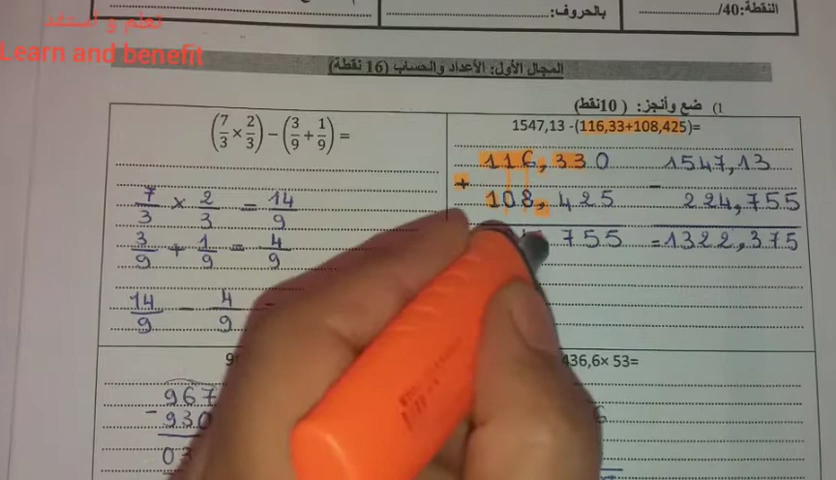 النقطة:40/
بالحروف:
تعلم و استفد
Learn and benefit
المجال الأول: الأعداد والحساب (16 نقطة)
1) ضع وأنجز: ( 10نقط)
1547,13 -(116,33+108,425)=
116,330
+
108,425
755
1547,13
-
224,755
=1322,375
(7/3 × 2/3) − (3/9 + 1/9) =
7/3 × 2/3 = 14/9
3/9 + 1/9 = 4/9
14/9 − 4/9
436,6× 53=
967
-
930
03